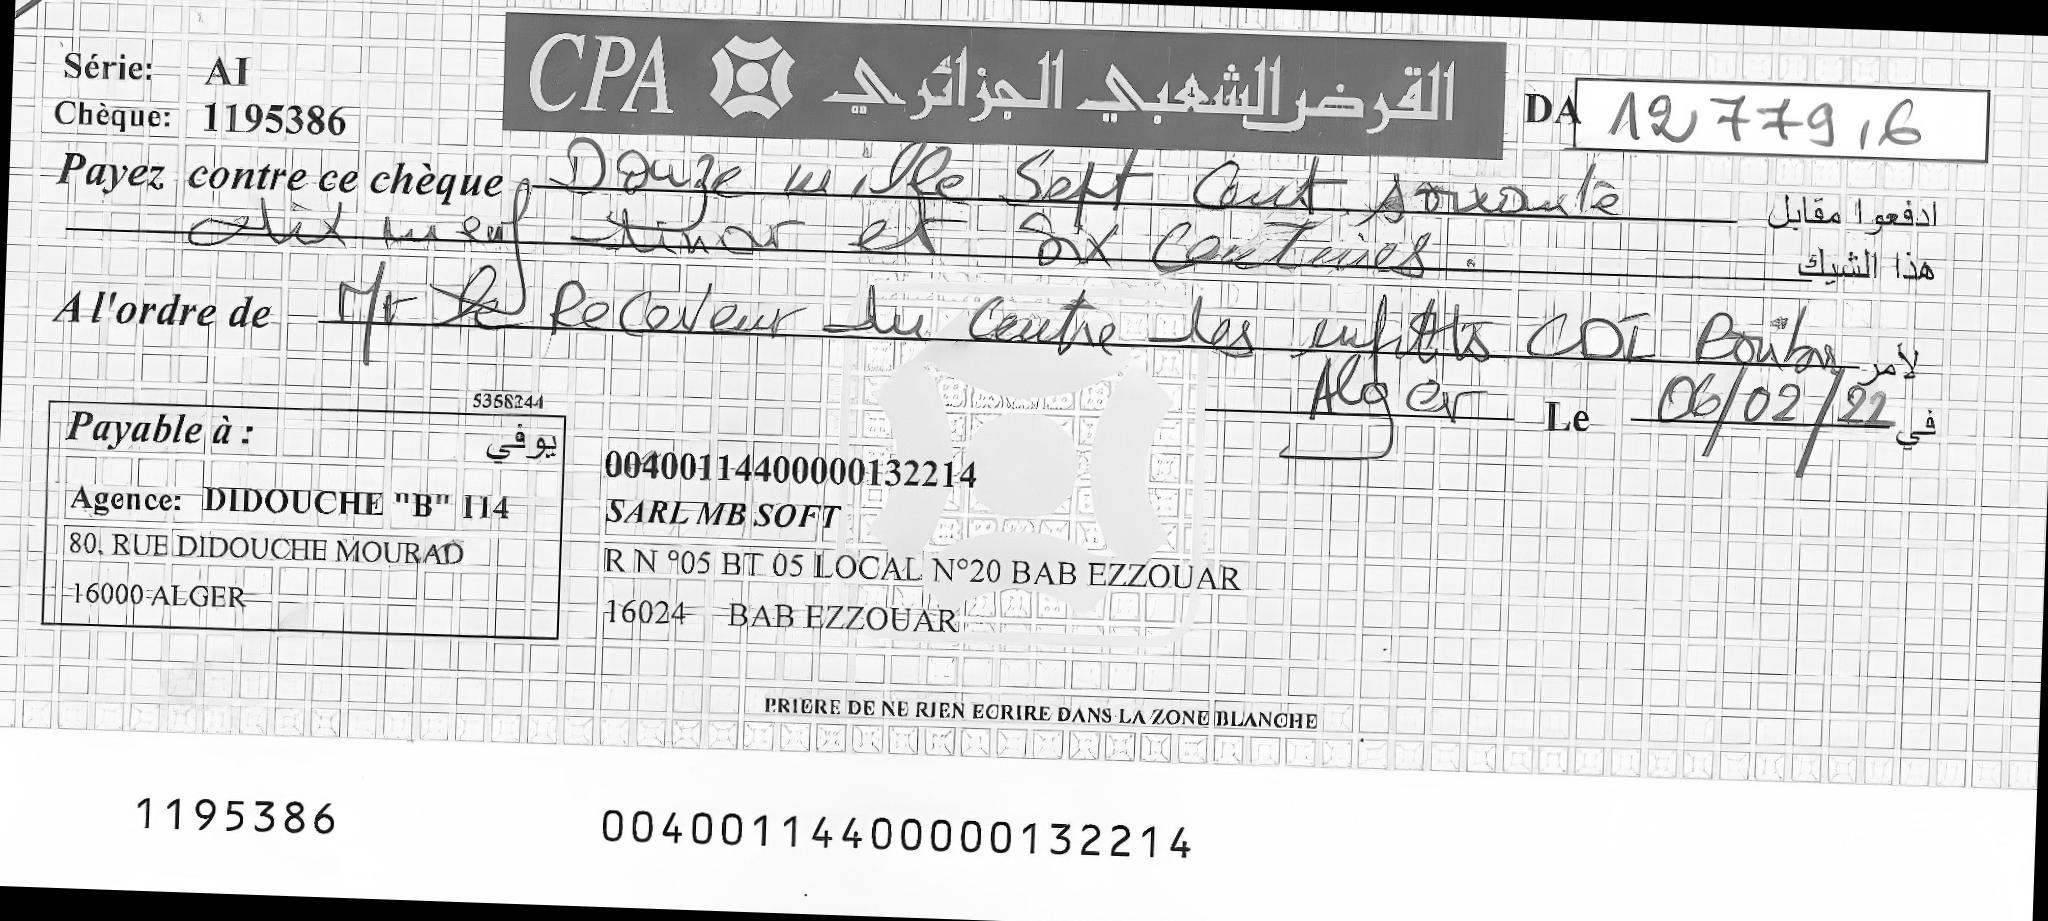 CPA القرض الشعبي الجزائري
Série: AI
DA 12779,6
Chèque: 1195386
Payez contre ce chèque Douze mille Sept Cent soixante ادفعوا مقابل
dix neuf dinar et six Centimes. هذا الشيك
A l'ordre de Mr le Receveur du Centre des CDI لأمر
Alger Le 06/02/22 في
5358244
Payable à : يوفي
Agence: DIDOUCHE "B" 114
80, RUE DIDOUCHE MOURAD
16000 ALGER
00400114400000132214
SARL MB SOFT
R N °05 BT 05 LOCAL N°20 BAB EZZOUAR
16024 BAB EZZOUAR
PRIERE DE NE RIEN ECRIRE DANS LA ZONE BLANCHE
1195386 00400114400000132214